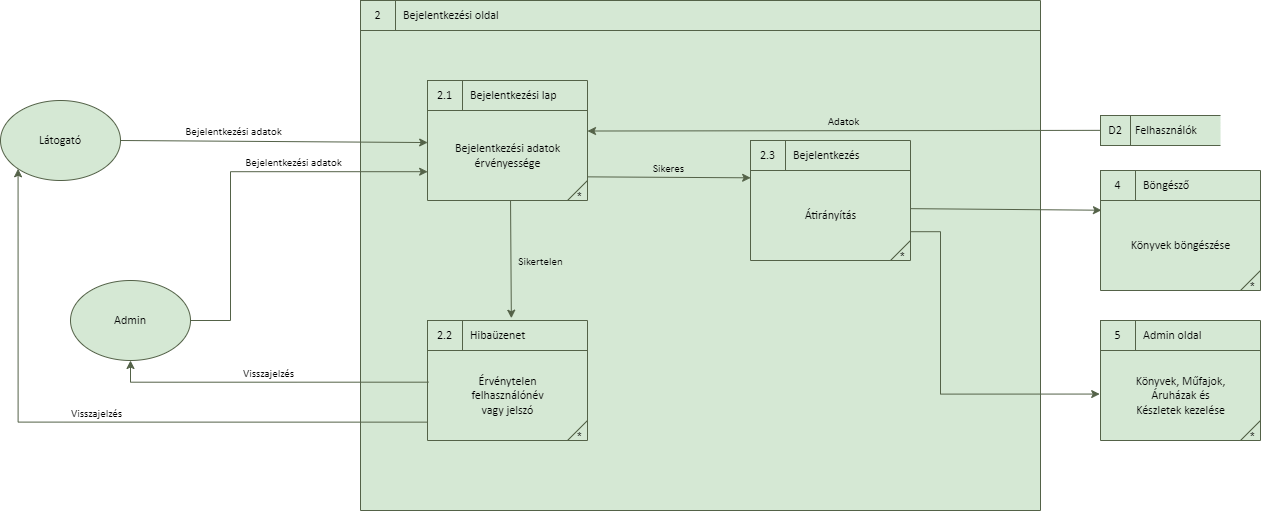 2 Bejelentkezési oldal
2.1 Bejelentkezési lap
Bejelentkezési adatok
érvényessége
*
Látogató
Bejelentkezési adatok
Bejelentkezési adatok
Adatok
D2 Felhasználók
Sikeres
2.3 Bejelentkezés
Átirányítás
*
4 Böngésző
Könyvek böngészése
*
Sikertelen
Admin
2.2 Hibaüzenet
Érvénytelen
felhasználónév
vagy jelszó
*
Visszajelzés
Visszajelzés
5 Admin oldal
Könyvek, Műfajok,
Áruházak és
Készletek kezelése
*